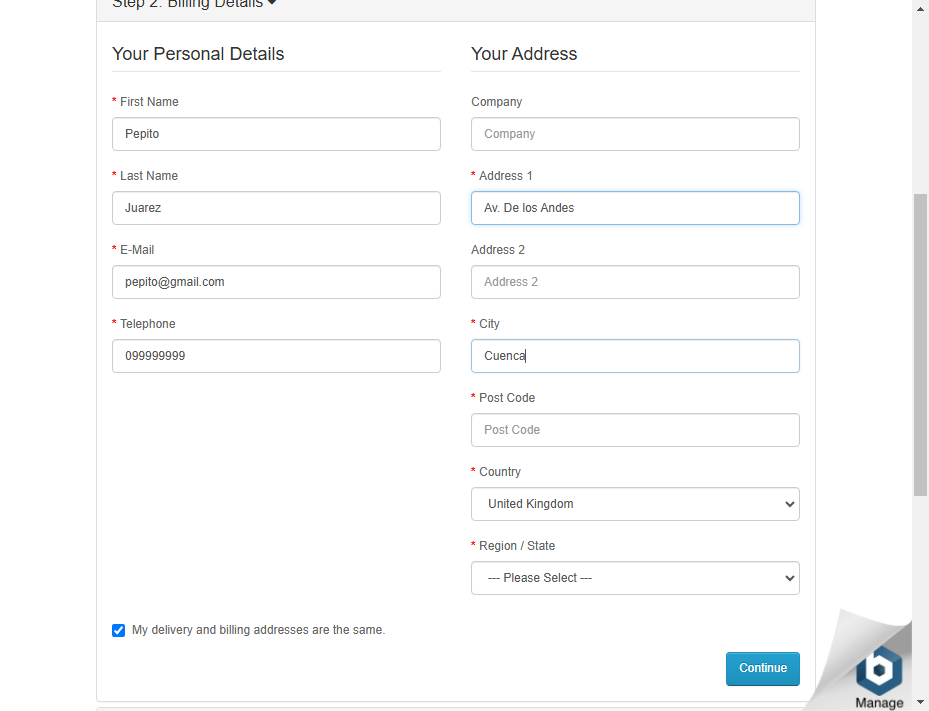 Step 2: Billing Details
Your Personal Details
* First Name
Pepito
* Last Name
Juarez
* E-Mail
pepito@gmail.com
* Telephone
099999999
Your Address
Company
Company
* Address 1
Av. De los Andes
Address 2
Address 2
* City
Cuenca
* Post Code
Post Code
* Country
United Kingdom
* Region / State
--- Please Select ---
My delivery and billing addresses are the same.
Continue
Manage